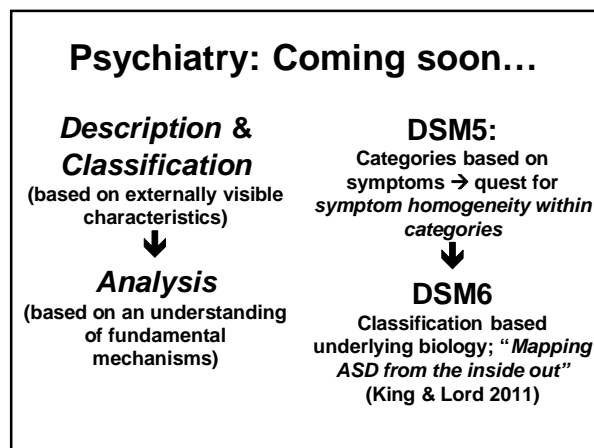 Psychiatry: Coming soon…
Description &
Classification
(based on externally visible
characteristics)
Analysis
(based on an understanding
of fundamental
mechanisms)
DSM5:
Categories based on
symptoms → quest for
symptom homogeneity within
categories
DSM6
Classification based
underlying biology; “Mapping
ASD from the inside out”
(King & Lord 2011)